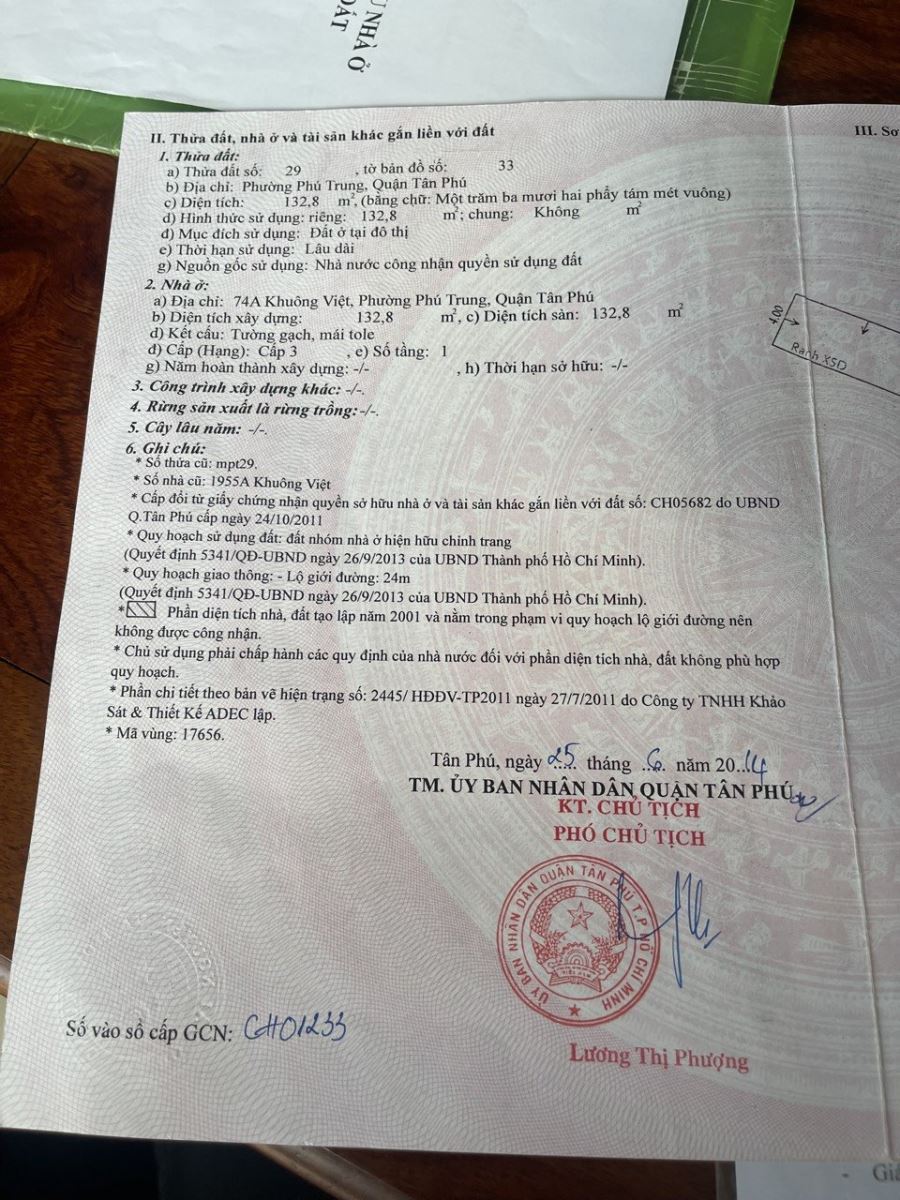 U NHÀ Ở
ĐẤT
II. Thửa đất, nhà ở và tài sản khác gắn liền với đất
III. Sơ
1. Thửa đất:
a) Thửa đất số: 29 , tờ bản đồ số: 33
b) Địa chỉ: Phường Phú Trung, Quận Tân Phú
c) Diện tích: 132,8 m², (bằng chữ: Một trăm ba mươi hai phẩy tám mét vuông)
d) Hình thức sử dụng: riêng: 132,8 m²; chung: Không m²
đ) Mục đích sử dụng: Đất ở tại đô thị
e) Thời hạn sử dụng: Lâu dài
g) Nguồn gốc sử dụng: Nhà nước công nhận quyền sử dụng đất
2. Nhà ở:
a) Địa chỉ: 74A Khuông Việt, Phường Phú Trung, Quận Tân Phú
b) Diện tích xây dựng: 132,8 m², c) Diện tích sàn: 132,8 m²
d) Kết cấu: Tường gạch, mái tole
đ) Cấp (Hạng): Cấp 3 , e) Số tầng: 1
g) Năm hoàn thành xây dựng: -/- , h) Thời hạn sở hữu: -/-
3. Công trình xây dựng khác: -/-.
4. Rừng sản xuất là rừng trồng: -/-.
5. Cây lâu năm: -/-.
6. Ghi chú:
* Số thửa cũ: mpt29.
* Số nhà cũ: 1955A Khuông Việt
* Cấp đổi từ giấy chứng nhận quyền sở hữu nhà ở và tài sản khác gắn liền với đất số: CH05682 do UBND
Q.Tân Phú cấp ngày 24/10/2011
* Quy hoạch sử dụng đất: đất nhóm nhà ở hiện hữu chỉnh trang
(Quyết định 5341/QĐ-UBND ngày 26/9/2013 của UBND Thành phố Hồ Chí Minh).
* Quy hoạch giao thông: - Lộ giới đường: 24m
(Quyết định 5341/QĐ-UBND ngày 26/9/2013 của UBND Thành phố Hồ Chí Minh).
* Phần diện tích nhà, đất tạo lập năm 2001 và nằm trong phạm vi quy hoạch lộ giới đường nên
không được công nhận.
* Chủ sử dụng phải chấp hành các quy định của nhà nước đối với phần diện tích nhà, đất không phù hợp
quy hoạch.
* Phần chi tiết theo bản vẽ hiện trạng số: 2445/ HĐĐV-TP2011 ngày 27/7/2011 do Công ty TNHH Khảo
Sát & Thiết Kế ADEC lập.
* Mã vùng: 17656.
4.00
Ranh XSD
Tân Phú, ngày 25 tháng 6 năm 2014
TM. ỦY BAN NHÂN DÂN QUẬN TÂN PHÚ
KT. CHỦ TỊCH
PHÓ CHỦ TỊCH
ỦY BAN NHÂN DÂN QUẬN TÂN PHÚ T.P HỒ CHÍ MINH
Lương Thị Phượng
Số vào sổ cấp GCN: CH01233
- Giá